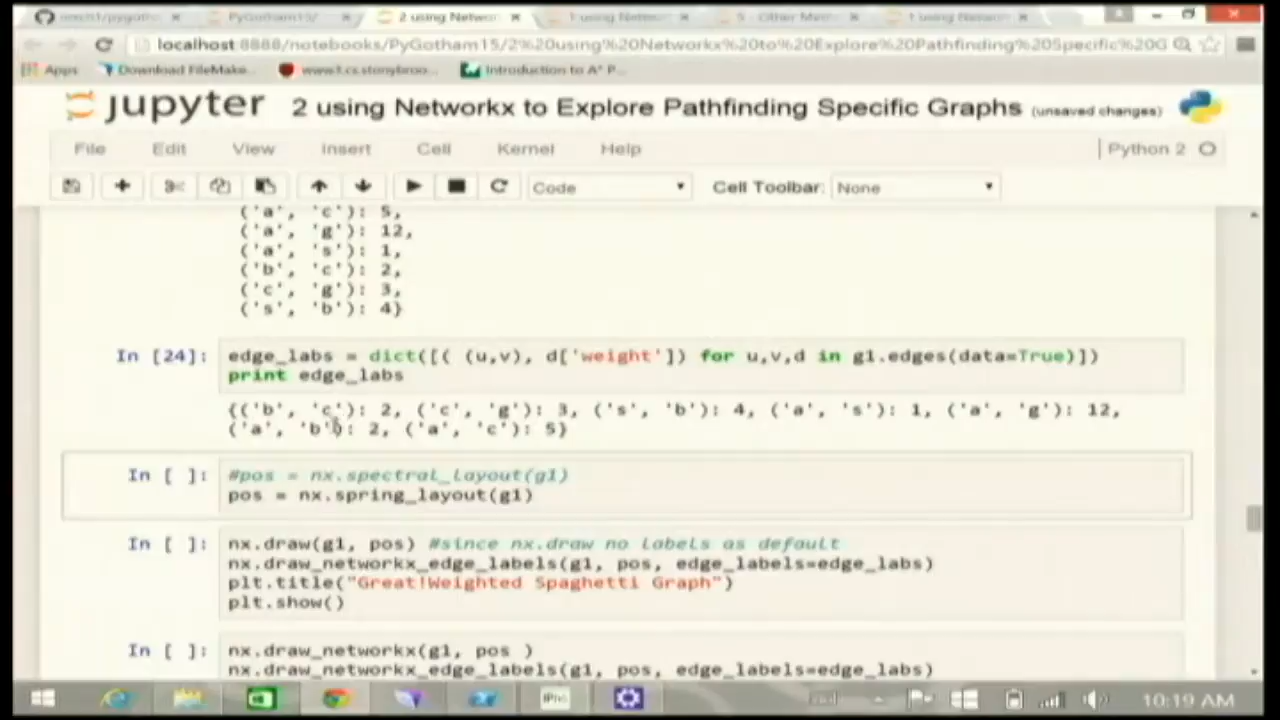 PyGotham15/
2 using Networ
localhost:8888/notebooks/PyGotham15/2%20using%20Networkx%20to%20Explore%20Pathfinding%20Specific%20G
Apps Download FileMake... Introduction to A* P...
jupyter 2 using Networkx to Explore Pathfinding Specific Graphs (unsaved changes)
File Edit View Insert Cell Kernel Help Python 2
Code Cell Toolbar: None
('a', 'c'): 5,
('a', 'g'): 12,
('a', 's'): 1,
('b', 'c'): 2,
('c', 'g'): 3,
('s', 'b'): 4}
In [24]: edge_labs = dict([( (u,v), d['weight']) for u,v,d in g1.edges(data=True)])
print edge_labs
{('b', 'c'): 2, ('c', 'g'): 3, ('s', 'b'): 4, ('a', 's'): 1, ('a', 'g'): 12,
('a', 'b'): 2, ('a', 'c'): 5}
In [ ]: #pos = nx.spectral_layout(g1)
pos = nx.spring_layout(g1)
In [ ]: nx.draw(g1, pos) #since nx.draw no labels as default
nx.draw_networkx_edge_labels(g1, pos, edge_labels=edge_labs)
plt.title("Great!Weighted Spaghetti Graph")
plt.show()
In [ ]: nx.draw_networkx(g1, pos )
nx.draw_networkx_edge_labels(g1, pos, edge_labels=edge_labs)
10:19 AM